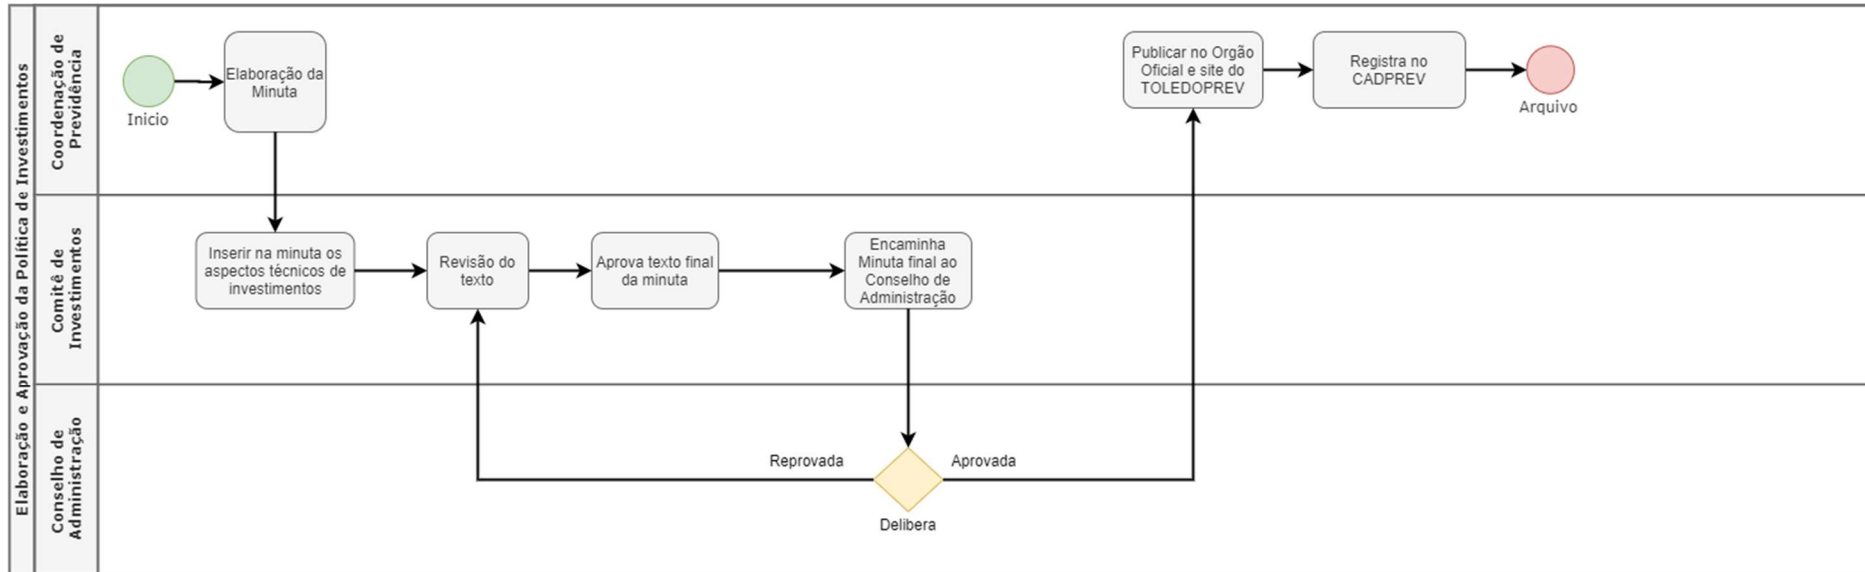 Elaboração e Aprovação da Política de Investimentos
Coordenação de
Previdência
Inicio
Elaboração da
Minuta
Publicar no Orgão
Oficial e site do
TOLEDOPREV
Registra no
CADPREV
Arquivo
Comitê de
Investimentos
Inserir na minuta os
aspectos técnicos de
investimentos
Revisão do
texto
Aprova texto final
da minuta
Encaminha
Minuta final ao
Conselho de
Administração
Conselho de
Administração
Reprovada
Aprovada
Delibera